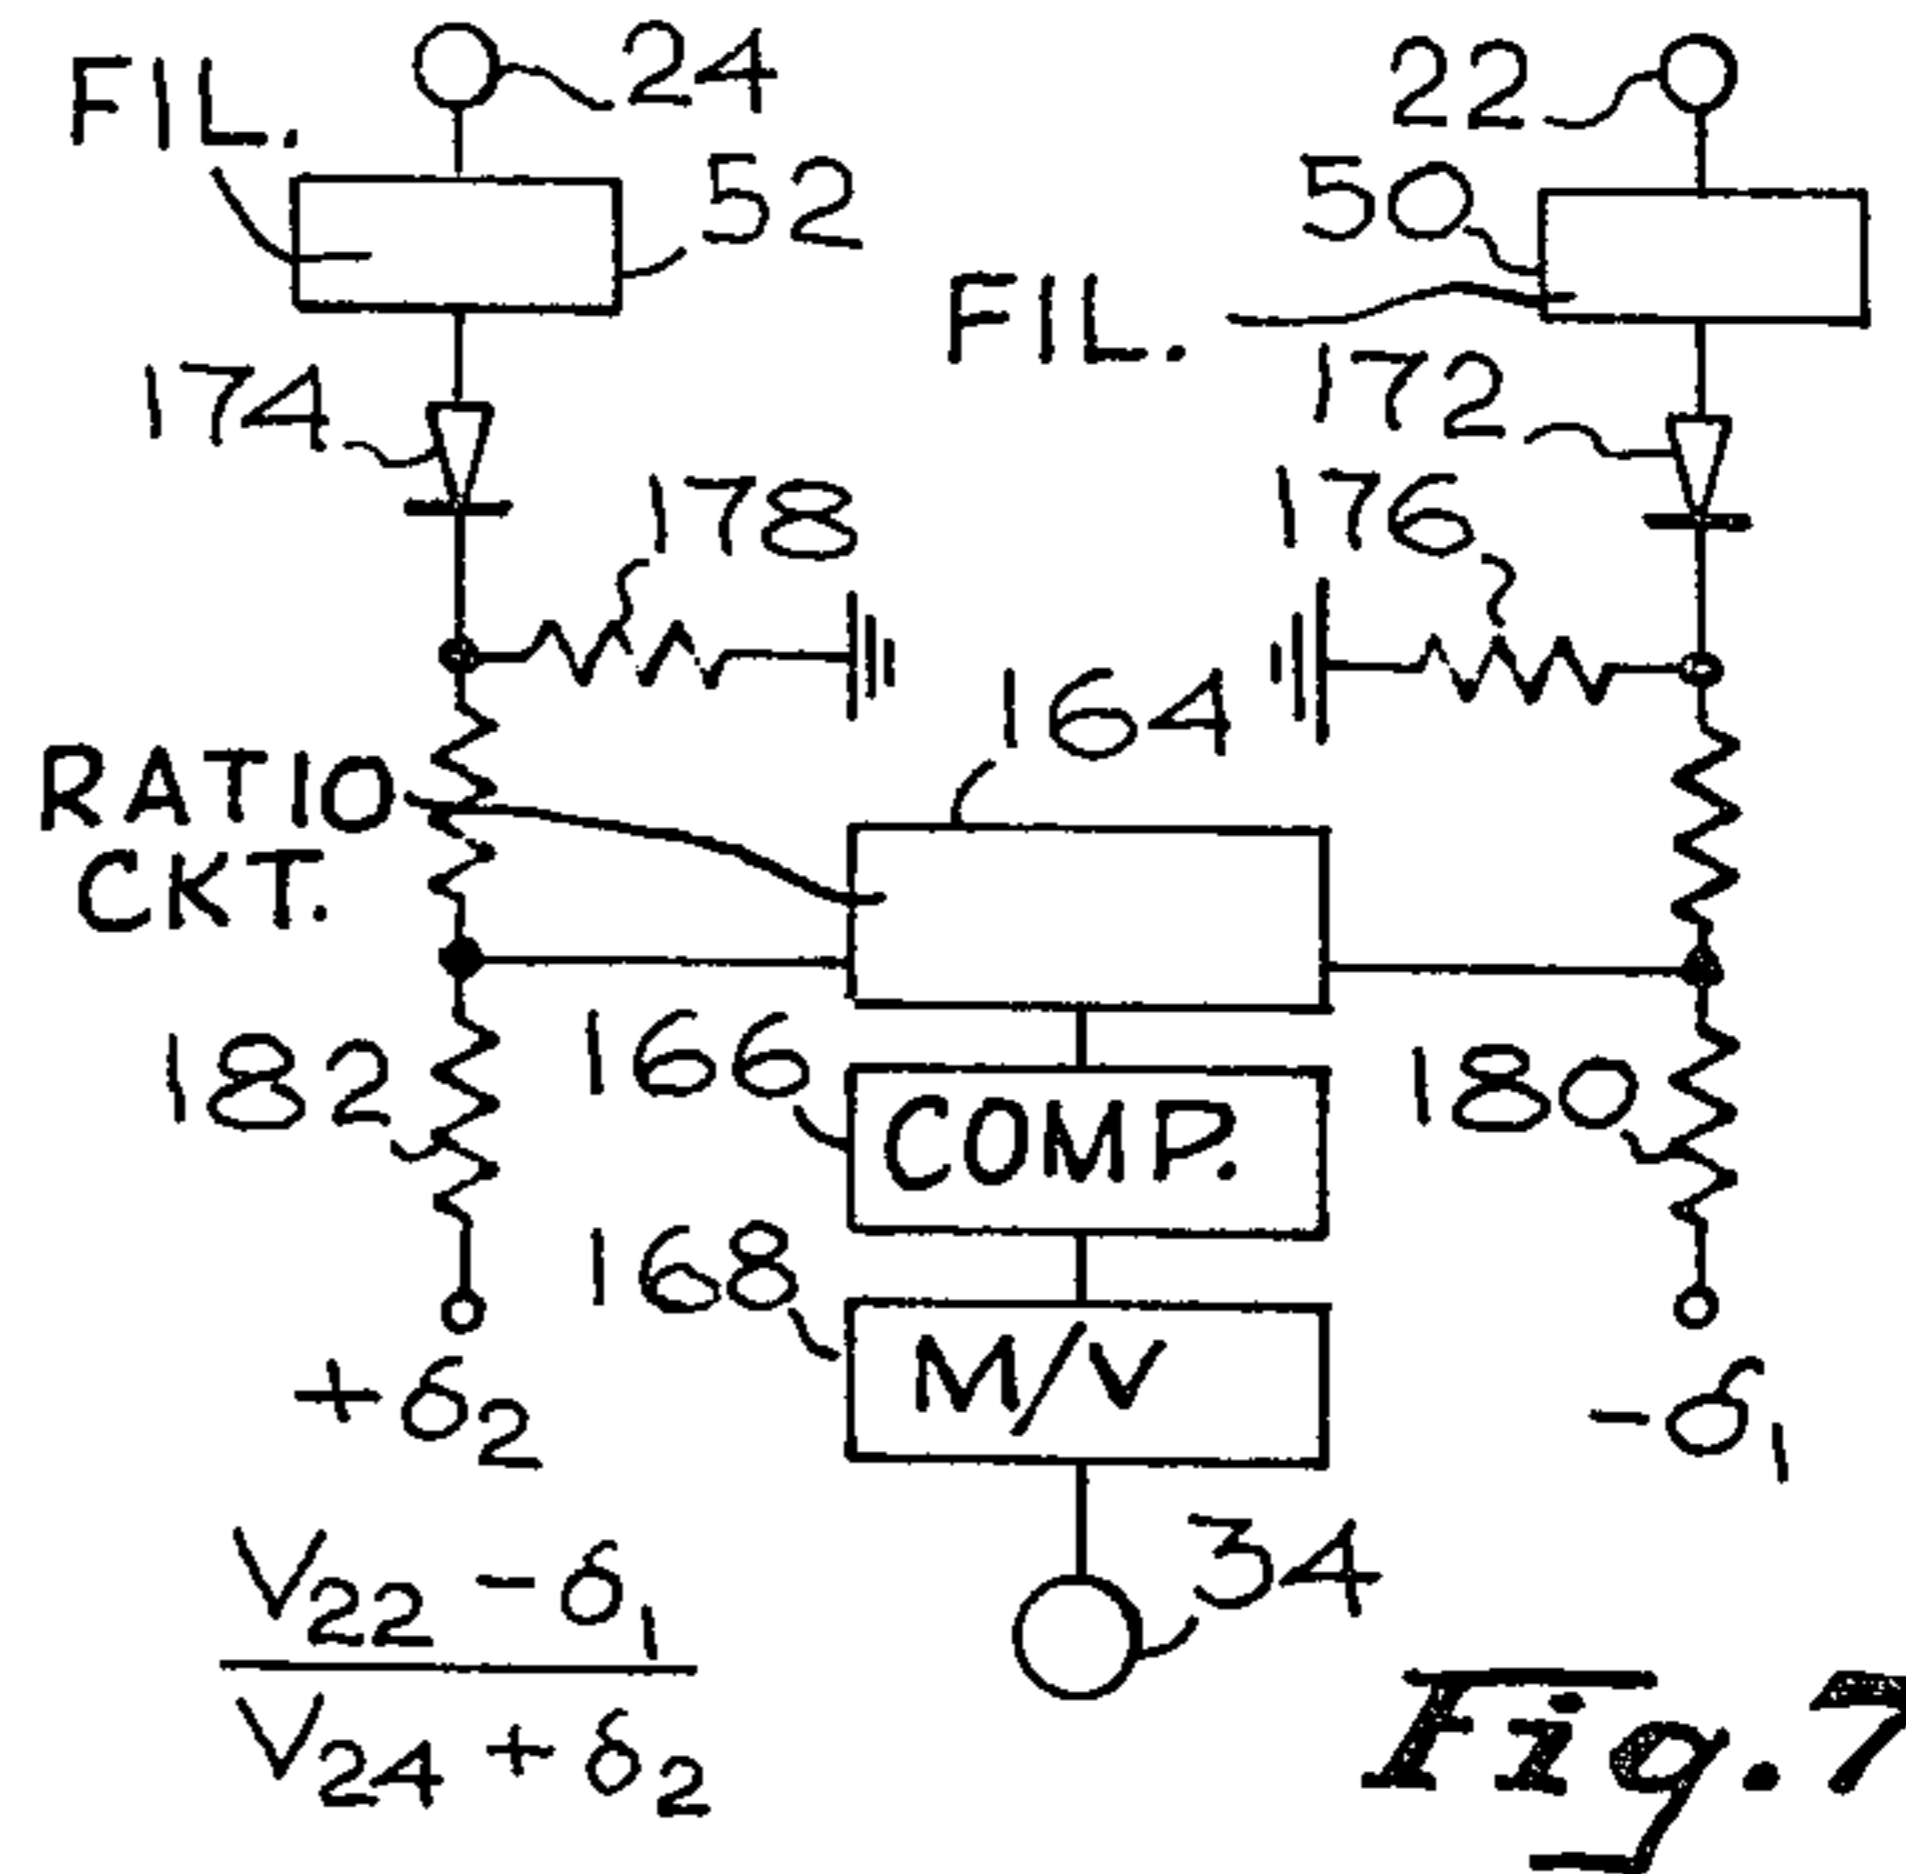 FIL.
24
22
52
50
FIL.
174
172
178
176
164
RATIO
CKT.
182
166
COMP.
180
168
M/V
+δ2
-δ1
34
V22 - δ1
V24 + δ2
Fig. 7